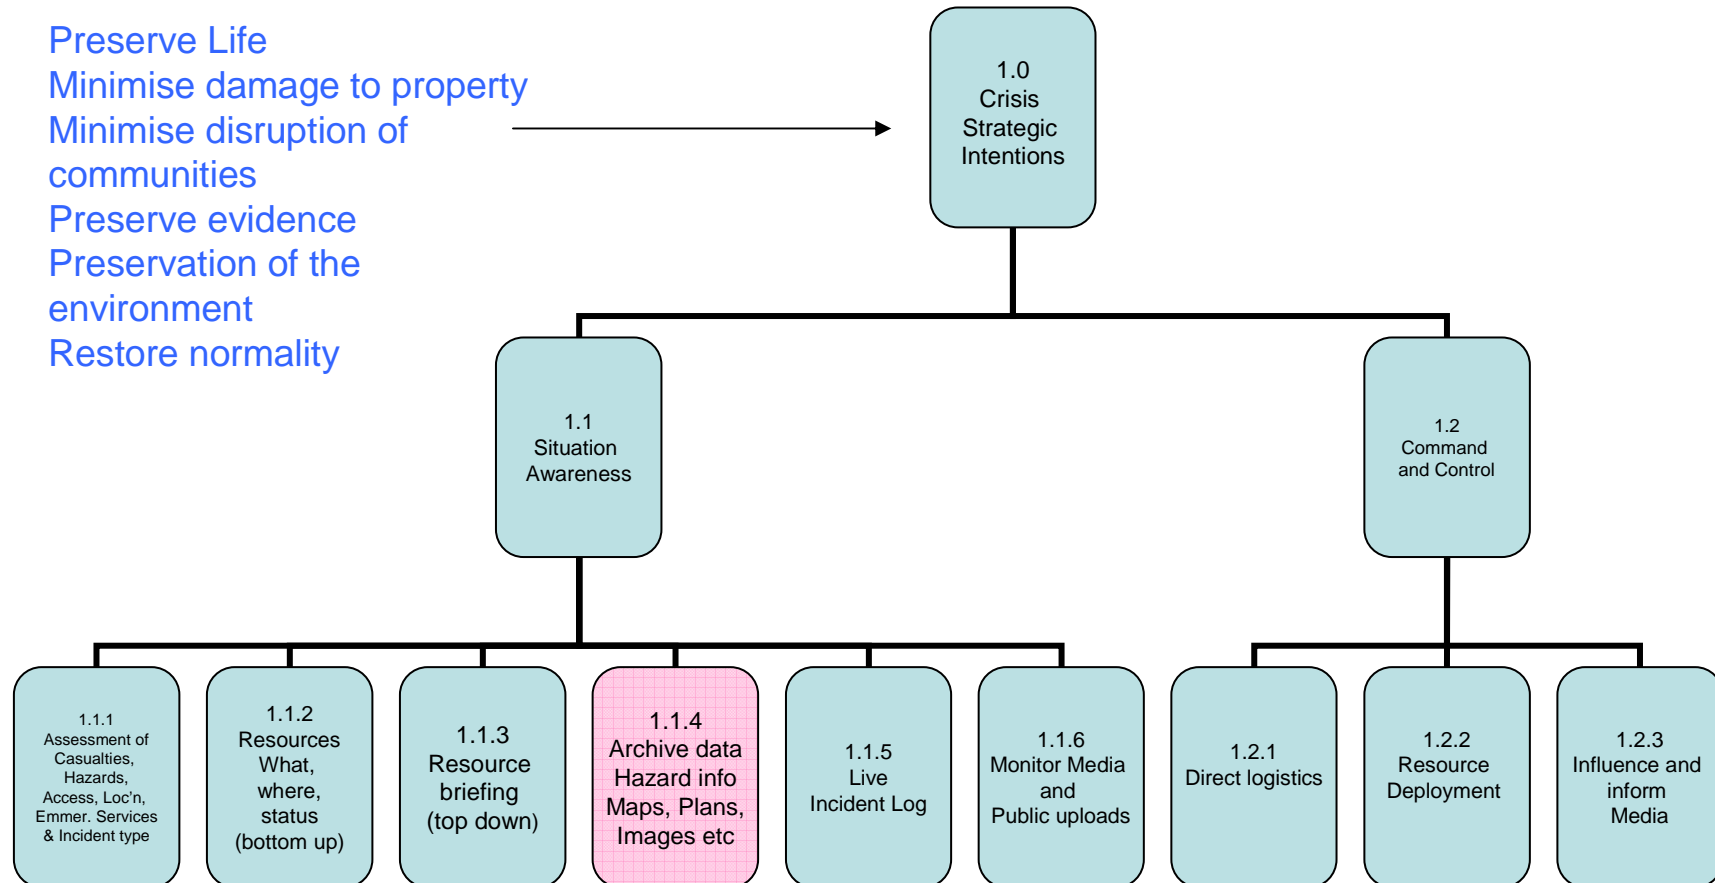 Preserve Life
Minimise damage to property
Minimise disruption of
communities
Preserve evidence
Preservation of the
environment
Restore normality
1.0
Crisis
Strategic
Intentions
1.1
Situation
Awareness
1.2
Command
and Control
1.1.1
Assessment of
Casualties,
Hazards,
Access, Loc'n,
Emmer. Services
& Incident type
1.1.2
Resources
What,
where,
status
(bottom up)
1.1.3
Resource
briefing
(top down)
1.1.4
Archive data
Hazard info
Maps, Plans,
Images etc
1.1.5
Live
Incident Log
1.1.6
Monitor Media
and
Public uploads
1.2.1
Direct logistics
1.2.2
Resource
Deployment
1.2.3
Influence and
inform
Media